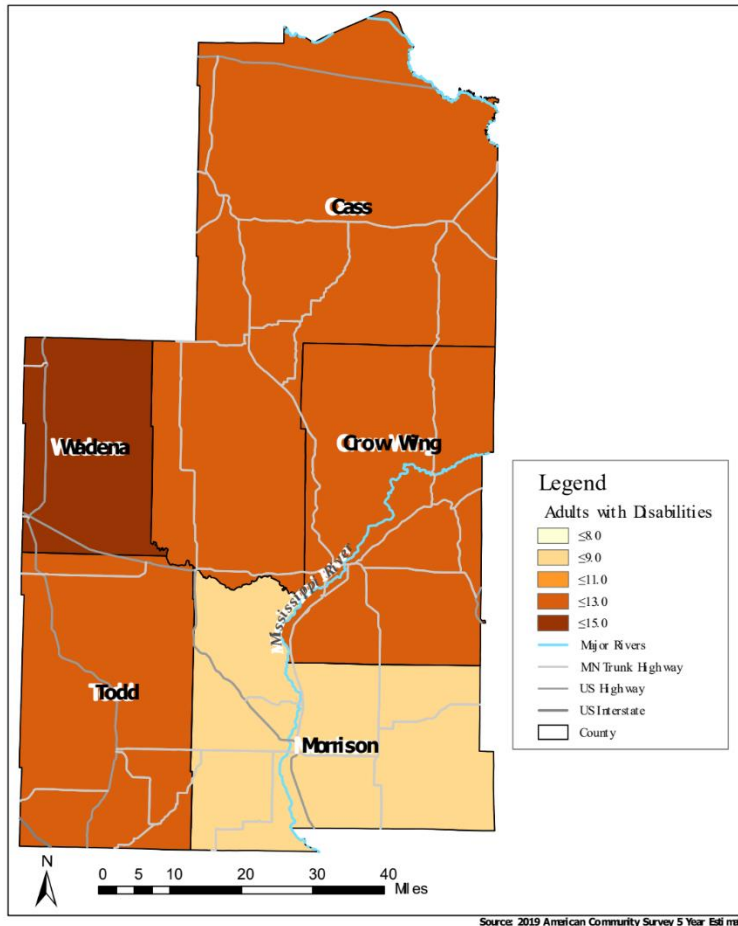 Cass
Wadena
Crow Wing
Mississippi River
Todd
Morrison
Legend
Adults with Disabilities
≤8.0
≤9.0
≤11.0
≤13.0
≤15.0
Major Rivers
MN Trunk Highway
US Highway
US Interstate
County
N
0 5 10 20 30 40
Miles
Source: 2019 American Community Survey 5 Year Estima